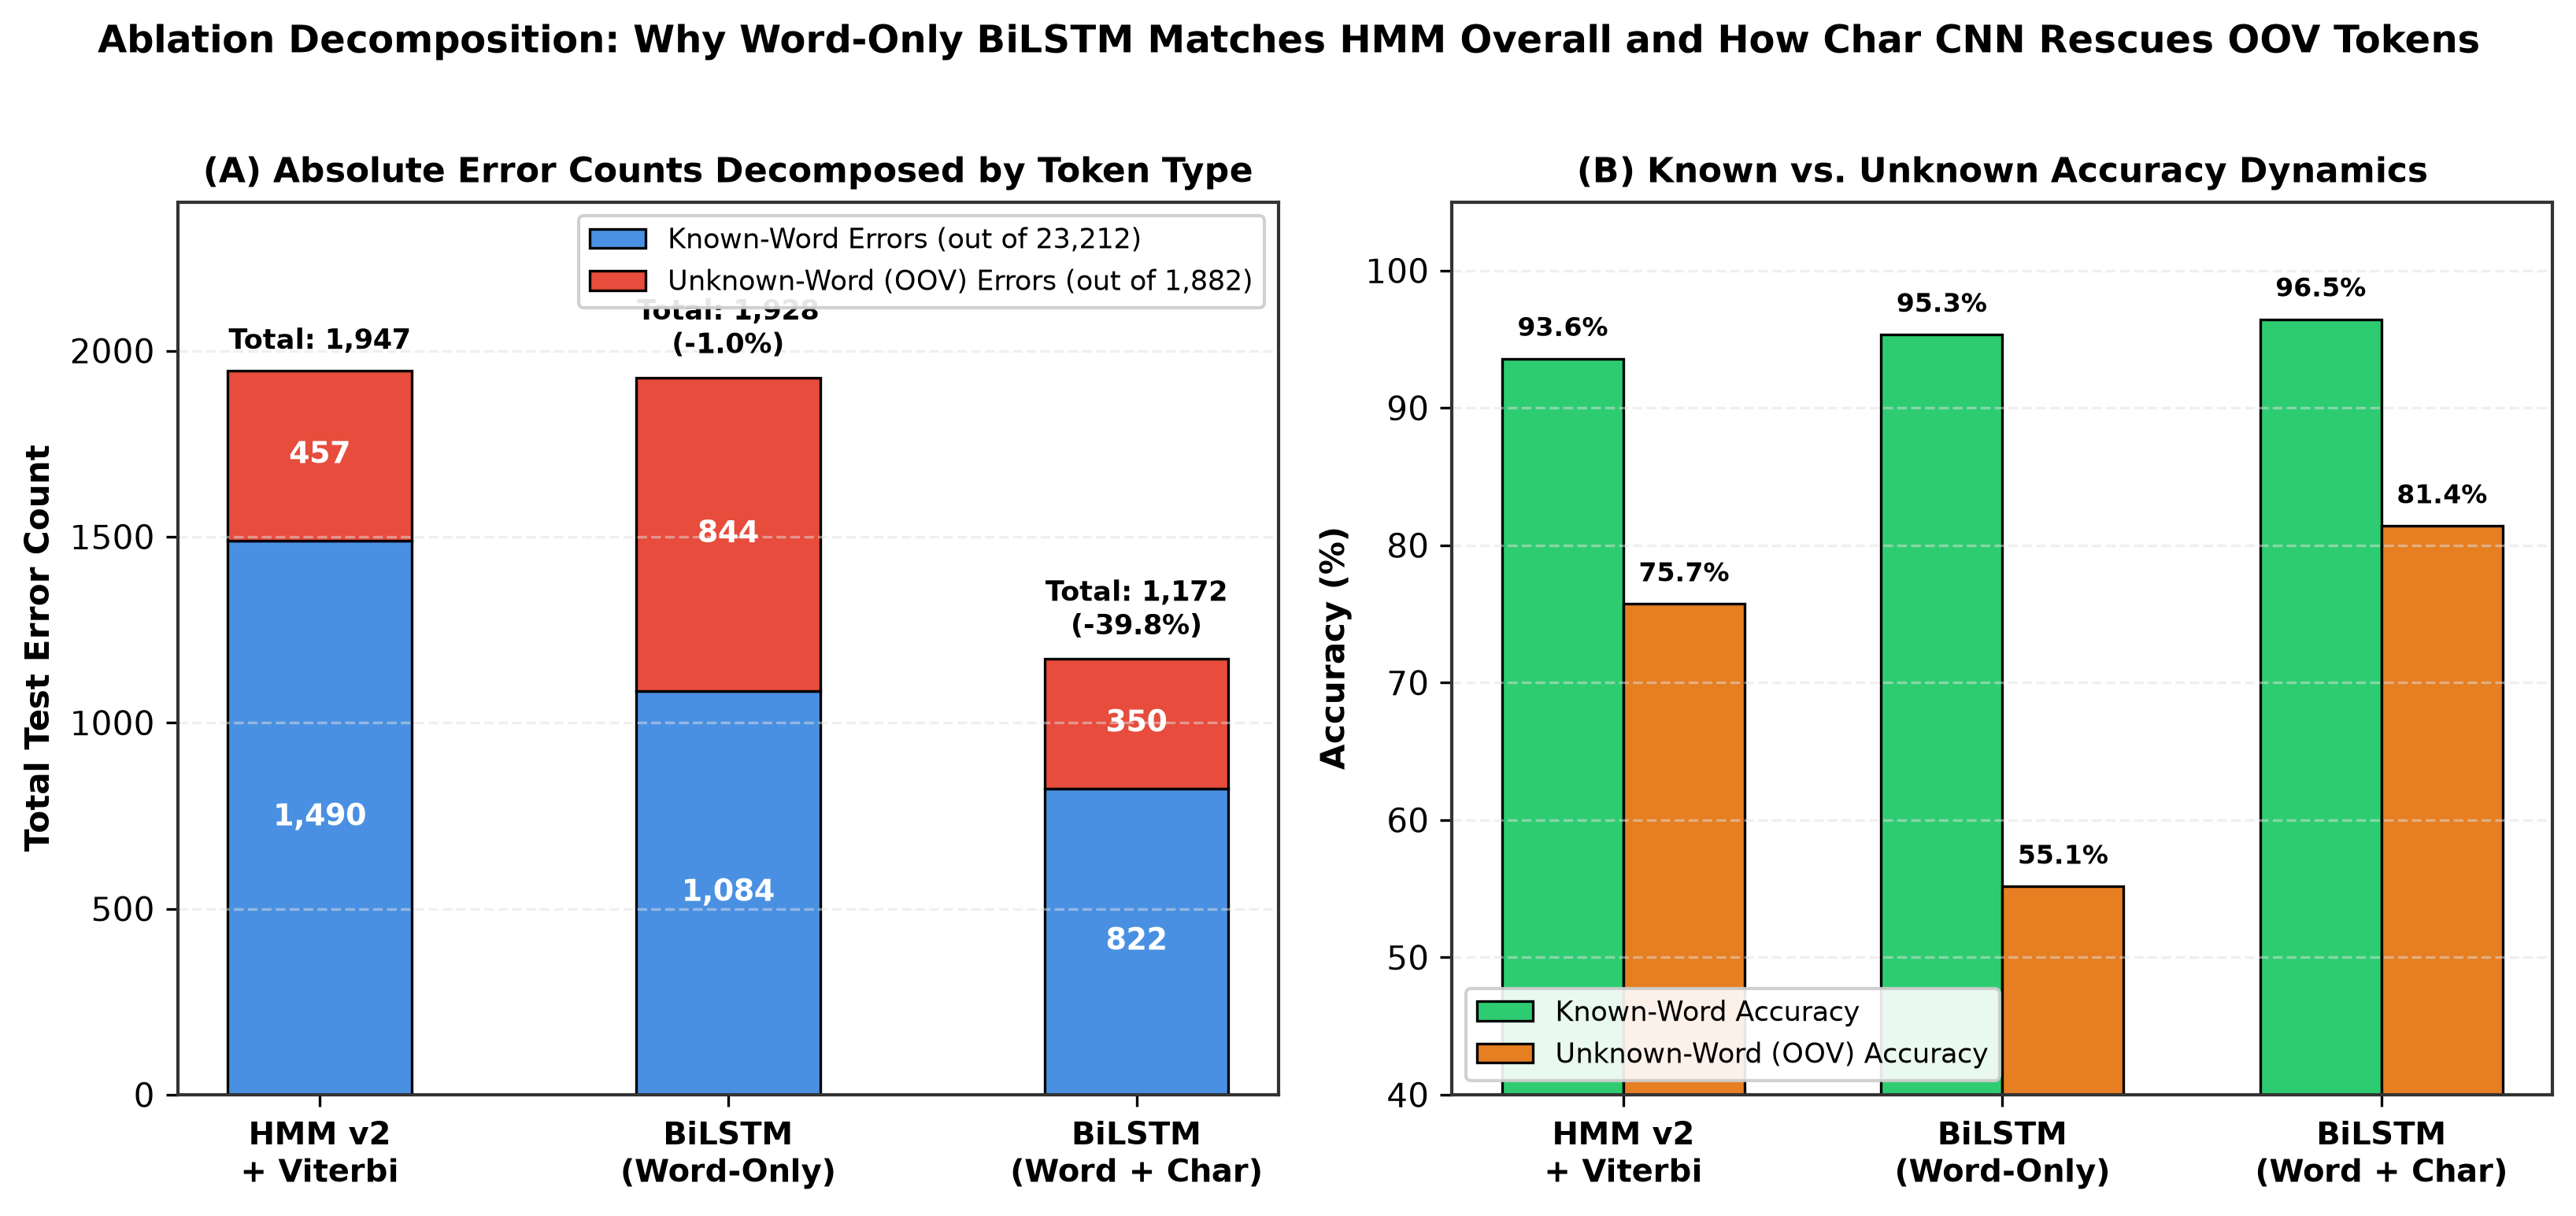 Ablation Decomposition: Why Word-Only BiLSTM Matches HMM Overall and How Char CNN Rescues OOV Tokens
(A) Absolute Error Counts Decomposed by Token Type
Known-Word Errors (out of 23,212)
Unknown-Word (OOV) Errors (out of 1,882)
Total: 1,947
Total: 1,928
(-1.0%)
Total: 1,172
(-39.8%)
457
844
350
1,490
1,084
822
Total Test Error Count
2000
1500
1000
500
0
HMM v2
+ Viterbi
BiLSTM
(Word-Only)
BiLSTM
(Word + Char)
(B) Known vs. Unknown Accuracy Dynamics
Accuracy (%)
100
90
80
70
60
50
40
93.6%
75.7%
95.3%
55.1%
96.5%
81.4%
Known-Word Accuracy
Unknown-Word (OOV) Accuracy
HMM v2
+ Viterbi
BiLSTM
(Word-Only)
BiLSTM
(Word + Char)